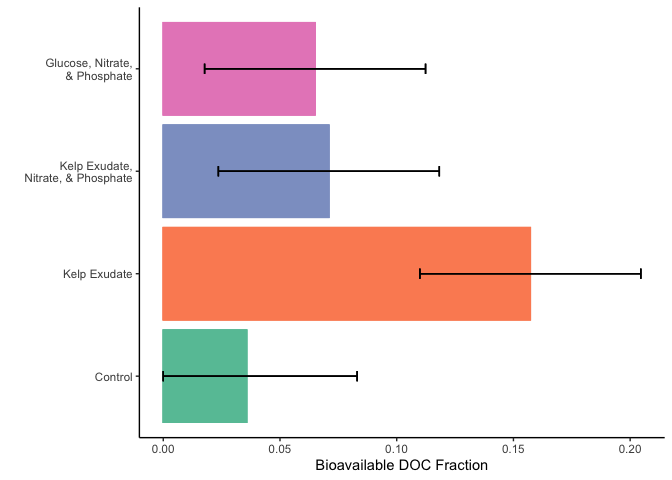 Glucose, Nitrate,
& Phosphate
Kelp Exudate,
Nitrate, & Phosphate
Kelp Exudate
Control
0.00
0.05
0.10
0.15
0.20
Bioavailable DOC Fraction